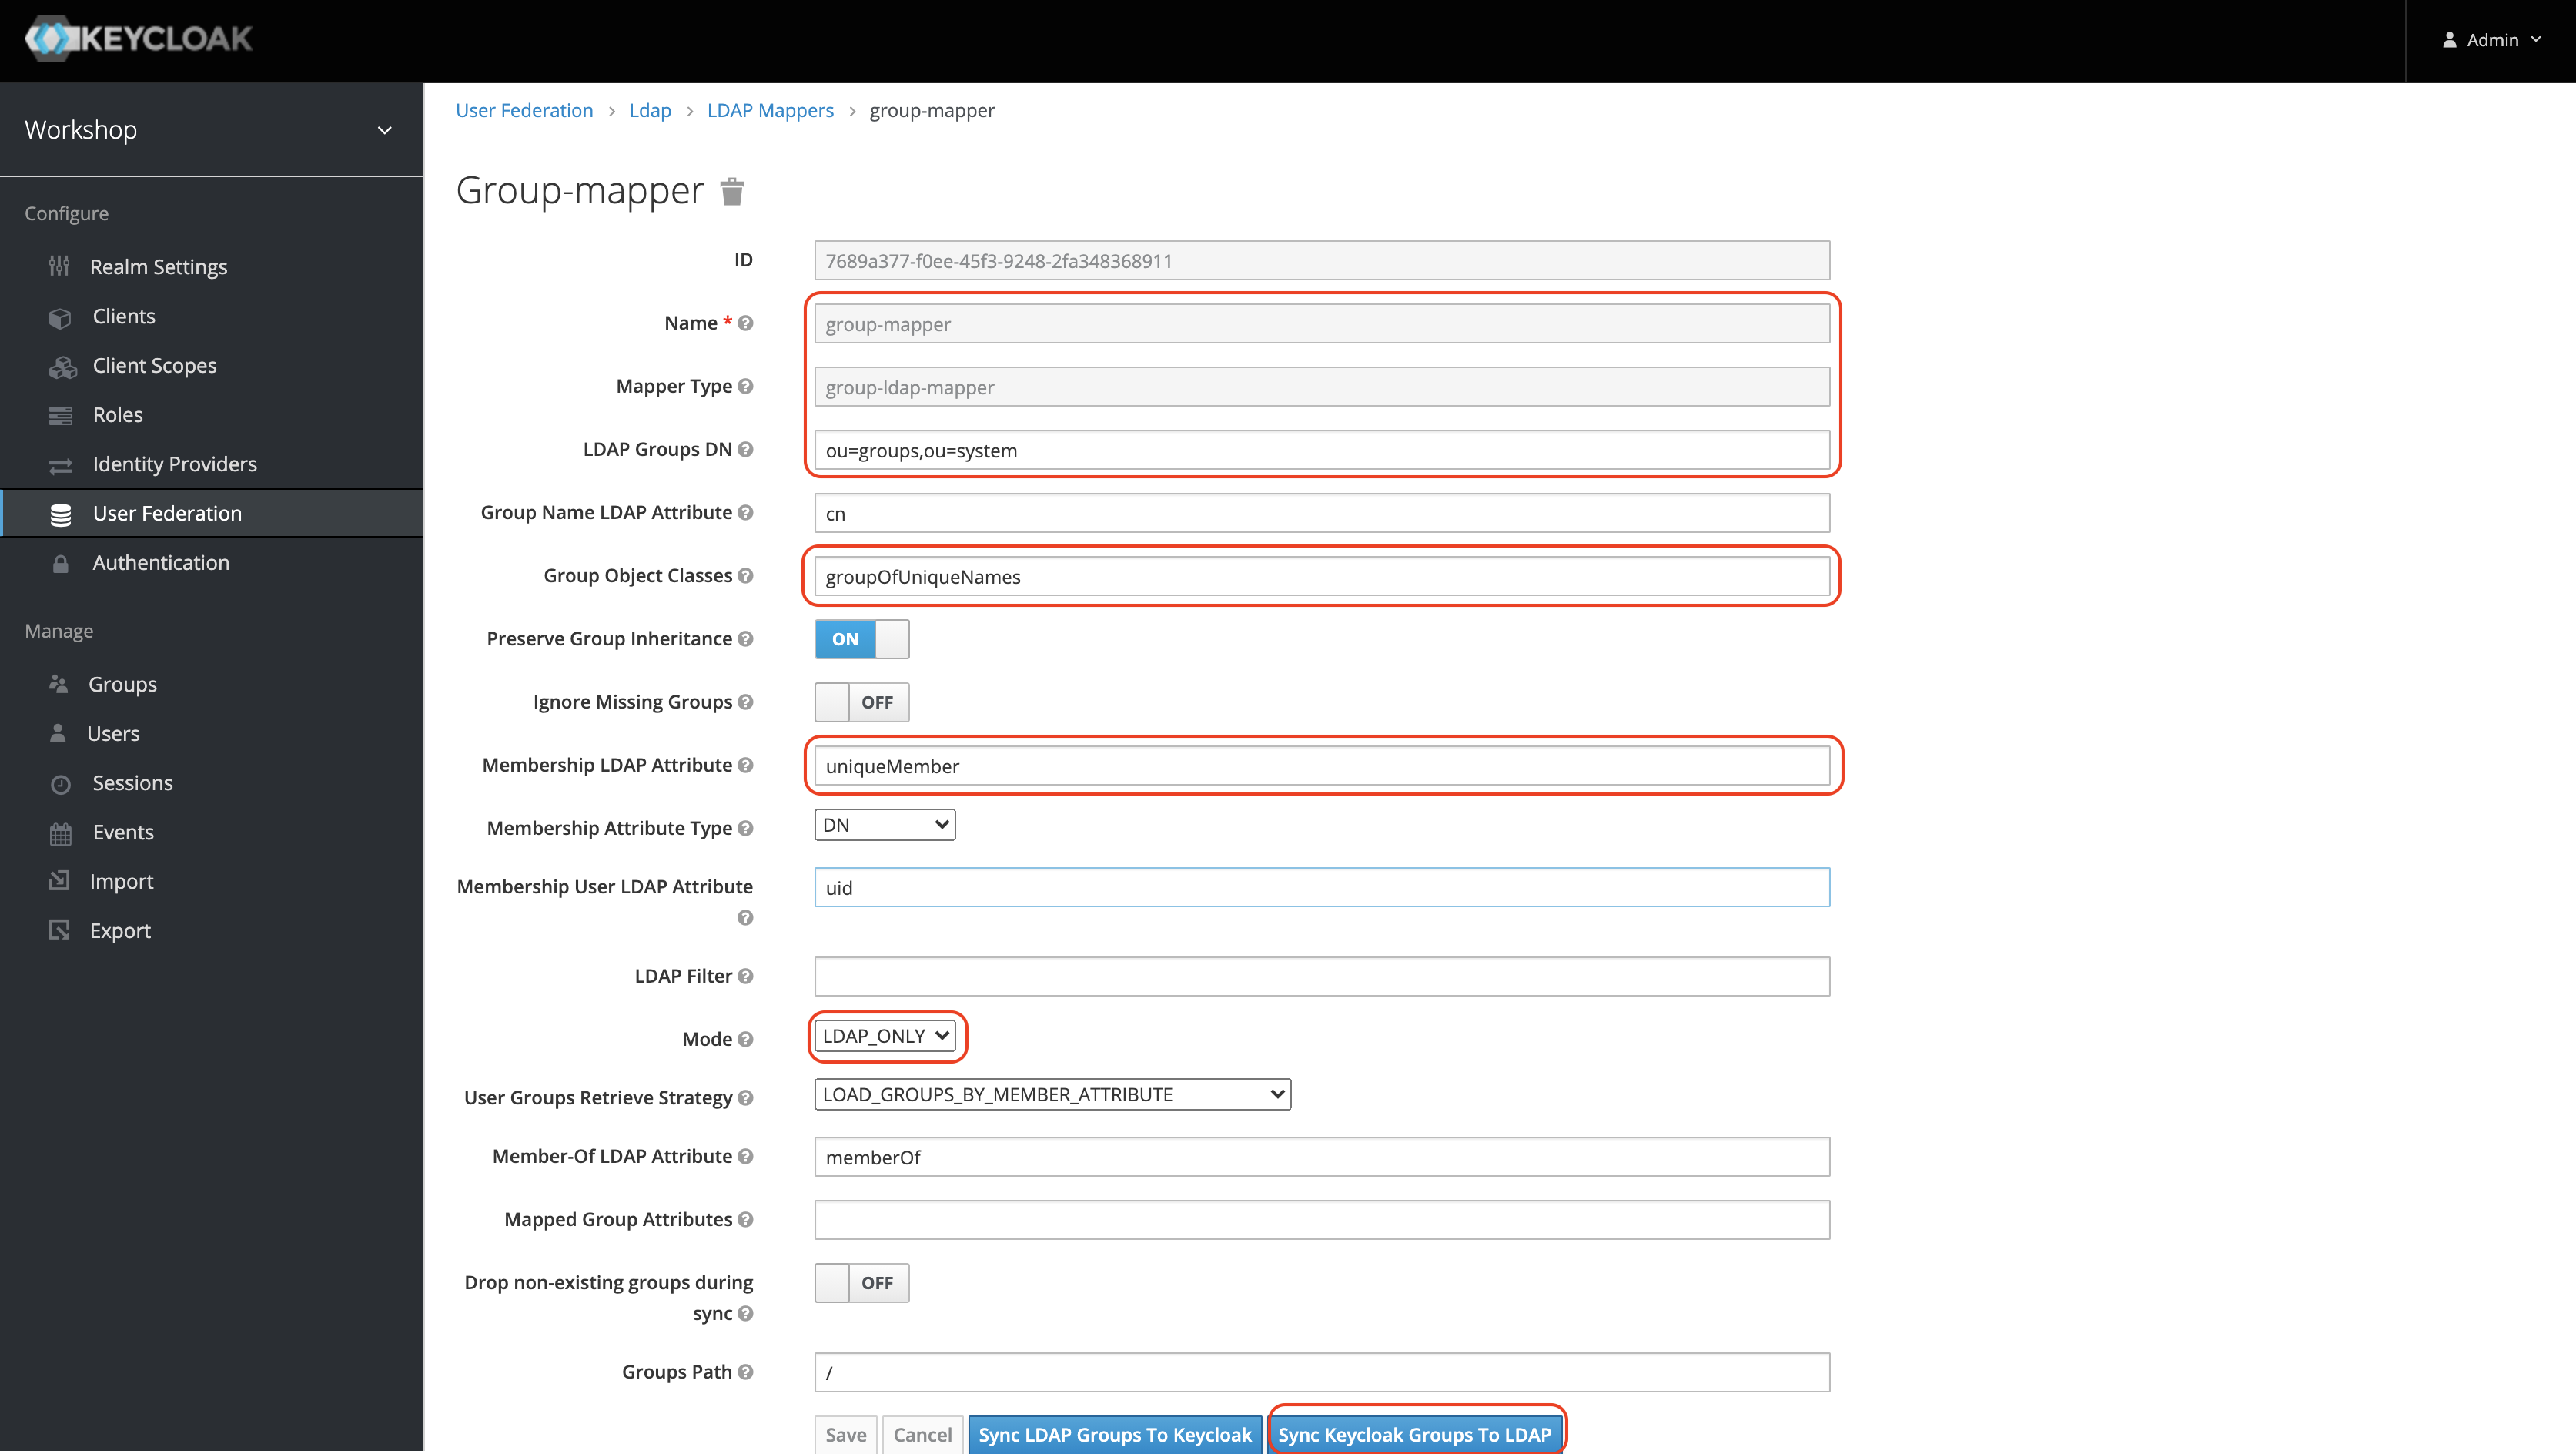 KEYCLOAK
Admin
Workshop
Configure
Realm Settings
Clients
Client Scopes
Roles
Identity Providers
User Federation
Authentication
Manage
Groups
Users
Sessions
Events
Import
Export
User Federation > Ldap > LDAP Mappers > group-mapper
Group-mapper
ID 7689a377-f0ee-45f3-9248-2fa348368911
Name * group-mapper
Mapper Type group-ldap-mapper
LDAP Groups DN ou=groups,ou=system
Group Name LDAP Attribute cn
Group Object Classes groupOfUniqueNames
Preserve Group Inheritance ON
Ignore Missing Groups OFF
Membership LDAP Attribute uniqueMember
Membership Attribute Type DN
Membership User LDAP Attribute uid
LDAP Filter
Mode LDAP_ONLY
User Groups Retrieve Strategy LOAD_GROUPS_BY_MEMBER_ATTRIBUTE
Member-Of LDAP Attribute memberOf
Mapped Group Attributes
Drop non-existing groups during OFF
sync
Groups Path /
Save Cancel Sync LDAP Groups To Keycloak Sync Keycloak Groups To LDAP